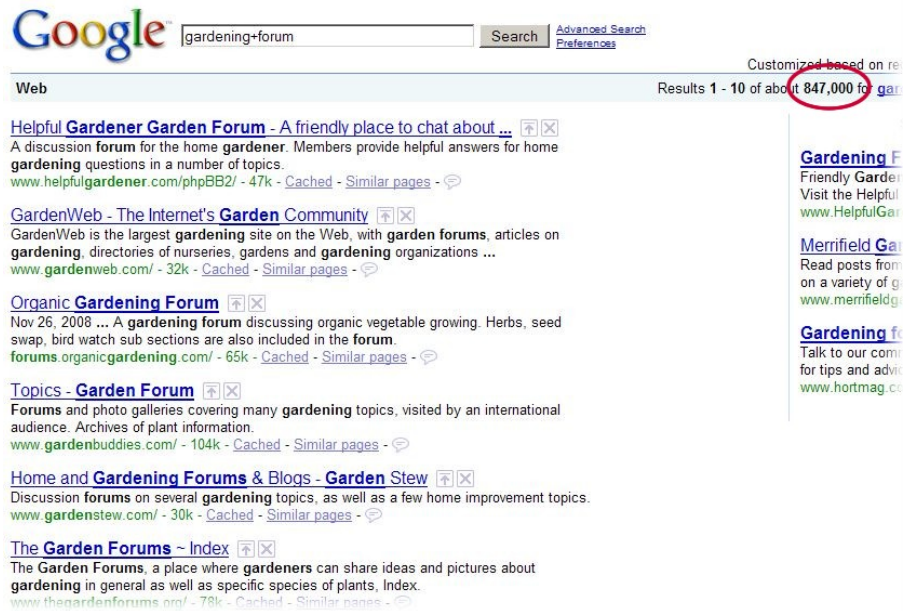 Google™ gardening+forum Search Advanced Search
Preferences
Customized based on re
Web Results 1 - 10 of about 847,000 for gar
Helpful Gardener Garden Forum - A friendly place to chat about ...
A discussion forum for the home gardener. Members provide helpful answers for home
gardening questions in a number of topics.
www.helpfulgardener.com/phpBB2/ - 47k - Cached - Similar pages -
GardenWeb - The Internet's Garden Community
GardenWeb is the largest gardening site on the Web, with garden forums, articles on
gardening, directories of nurseries, gardens and gardening organizations ...
www.gardenweb.com/ - 32k - Cached - Similar pages -
Organic Gardening Forum
Nov 26, 2008 ... A gardening forum discussing organic vegetable growing. Herbs, seed
swap, bird watch sub sections are also included in the forum.
forums.organicgardening.com/ - 65k - Cached - Similar pages -
Topics - Garden Forum
Forums and photo galleries covering many gardening topics, visited by an international
audience. Archives of plant information.
www.gardenbuddies.com/ - 104k - Cached - Similar pages -
Home and Gardening Forums & Blogs - Garden Stew
Discussion forums on several gardening topics, as well as a few home improvement topics.
www.gardenstew.com/ - 30k - Cached - Similar pages -
The Garden Forums ~ Index
The Garden Forums, a place where gardeners can share ideas and pictures about
gardening in general as well as specific species of plants, Index.
www.thegardenforums.org/ - 78k - Cached - Similar pages -
Gardening F
Friendly Garden
Visit the Helpful
www.HelpfulGar
Merrifield Ga
Read posts from
on a variety of g
www.merrifieldg
Gardening fo
Talk to our com
for tips and advic
www.hortmag.co